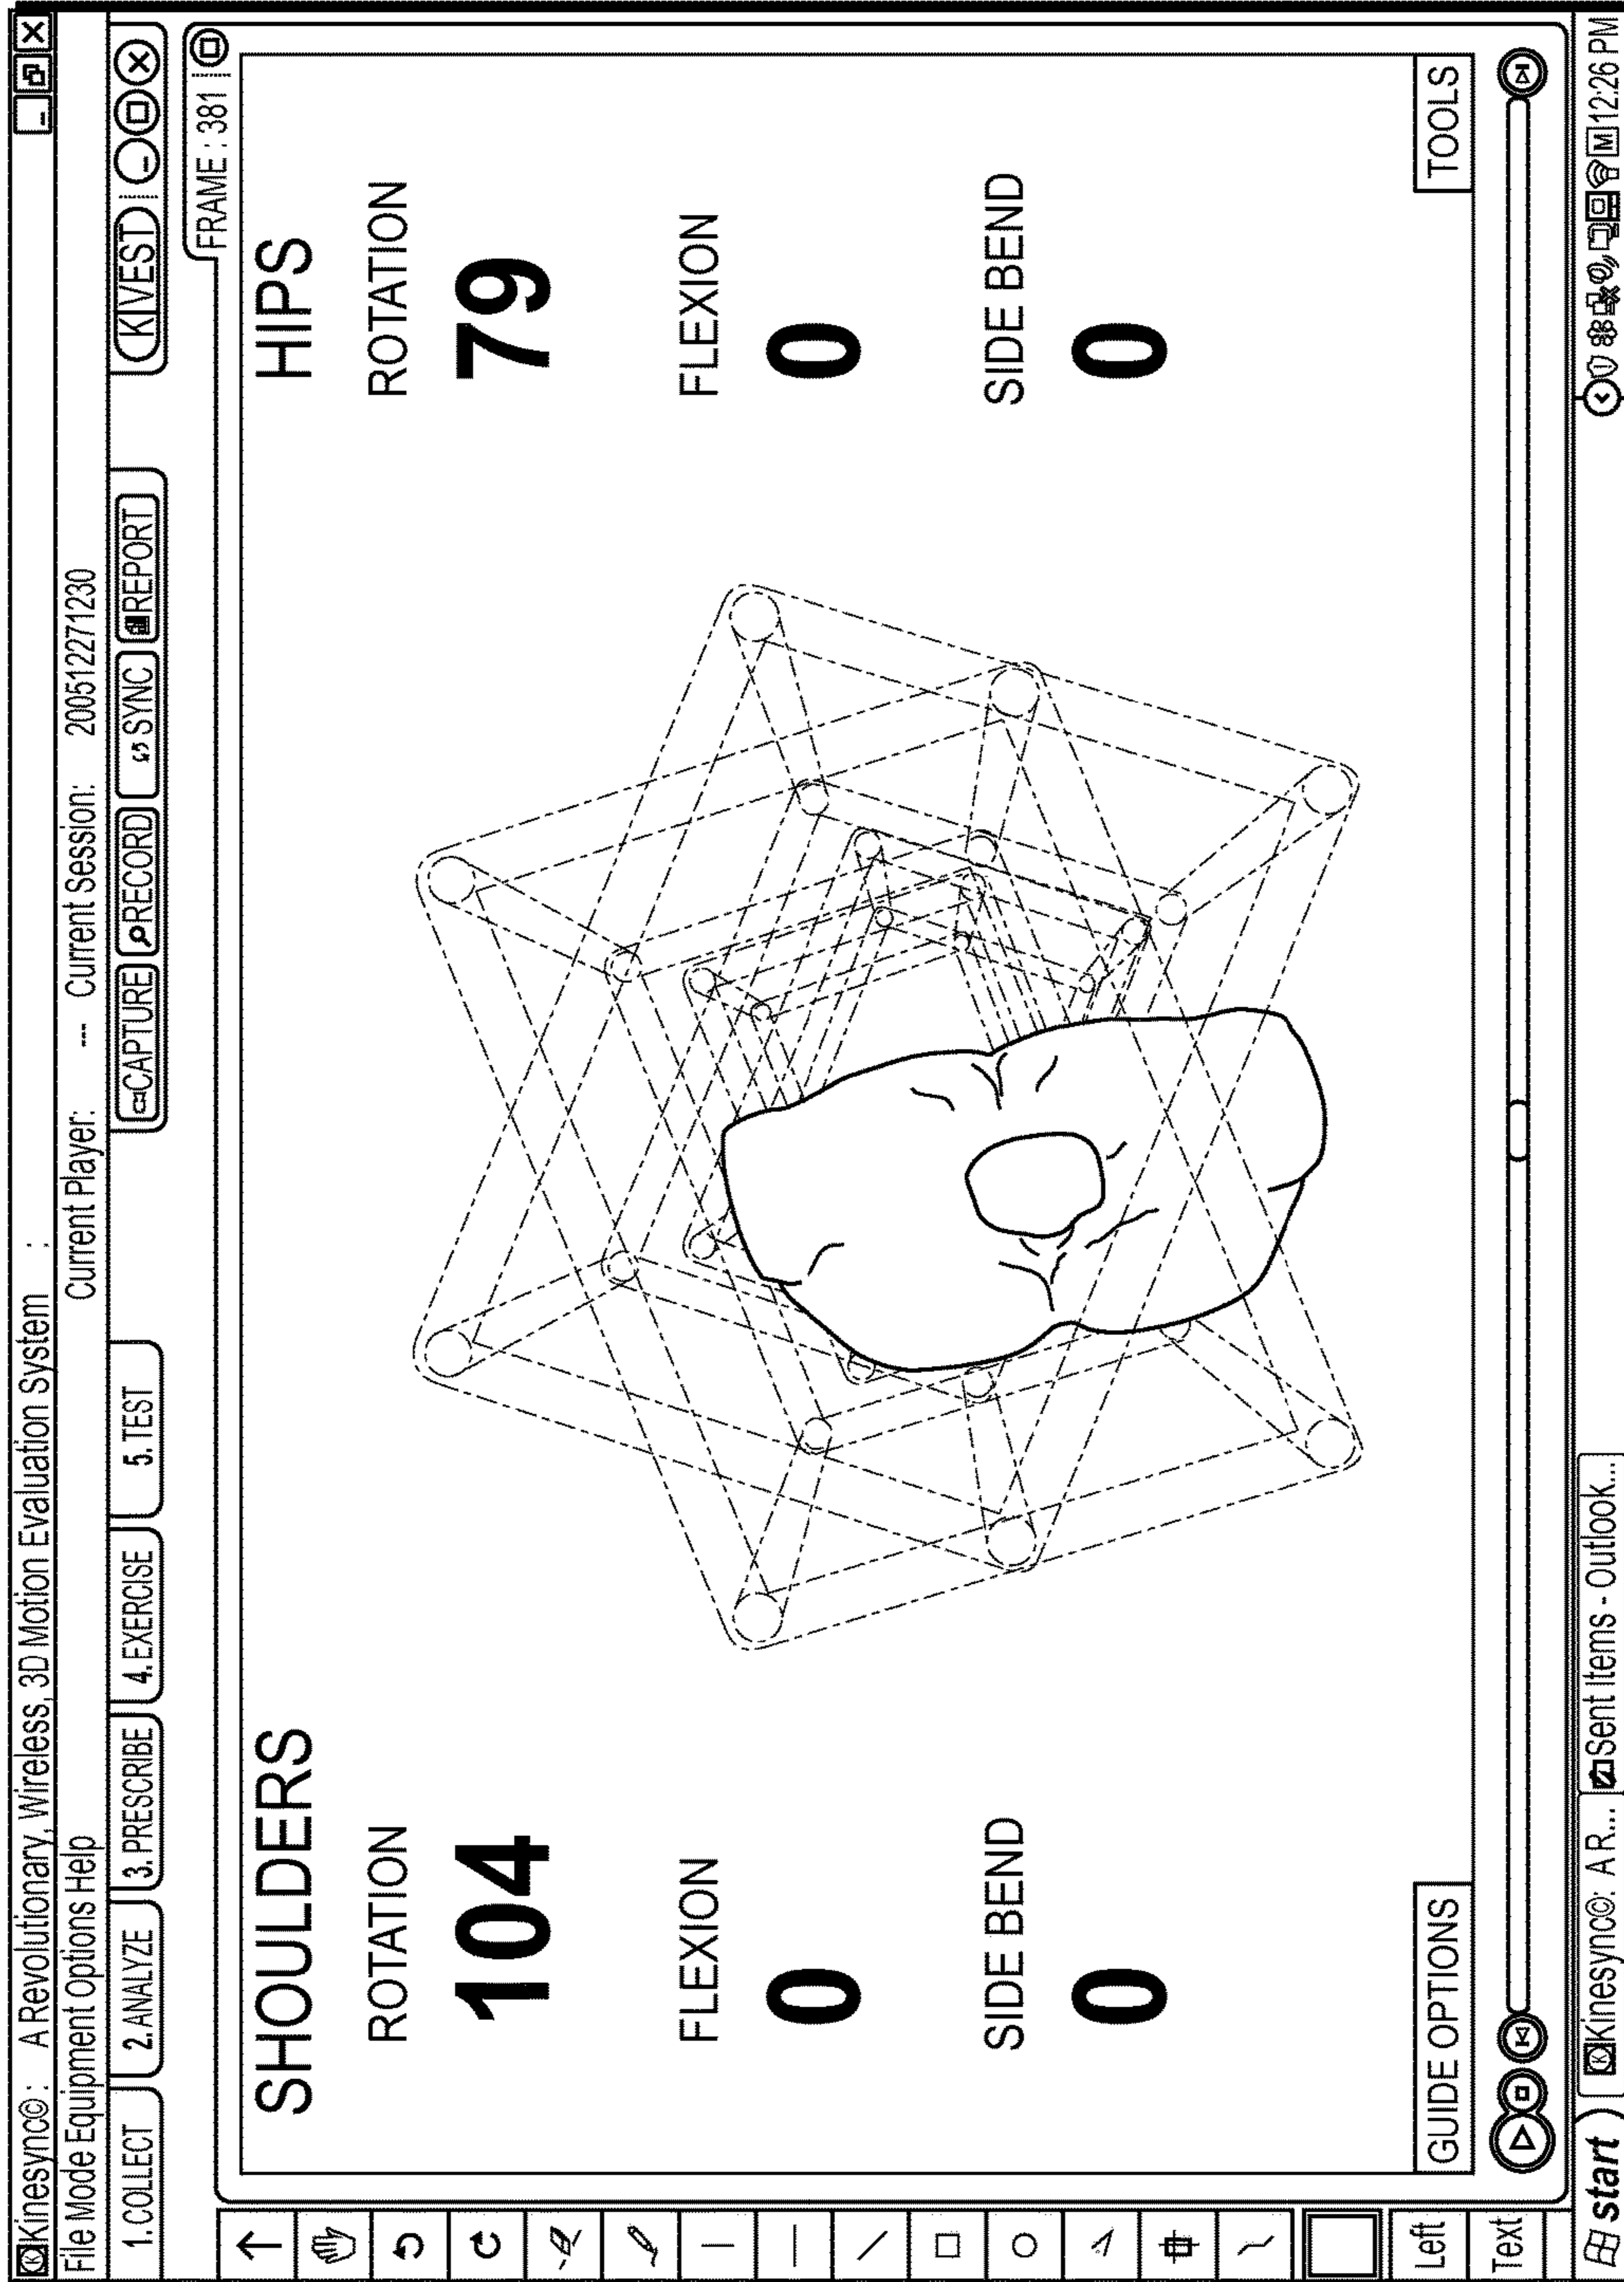 Kinesync©: A Revolutionary, Wireless, 3D Motion Evaluation System :
File Mode Equipment Options Help
Current Player: --- Current Session: 200512271230
1. COLLECT 2. ANALYZE 3. PRESCRIBE 4. EXERCISE 5. TEST CAPTURE RECORD SYNC REPORT KIVEST
FRAME : 381
SHOULDERS HIPS
ROTATION ROTATION
104 79
FLEXION FLEXION
0 0
SIDE BEND SIDE BEND
0 0
GUIDE OPTIONS TOOLS
Left
Text
start Kinesync©: A R... Sent Items - Outlook... M 12:26 PM